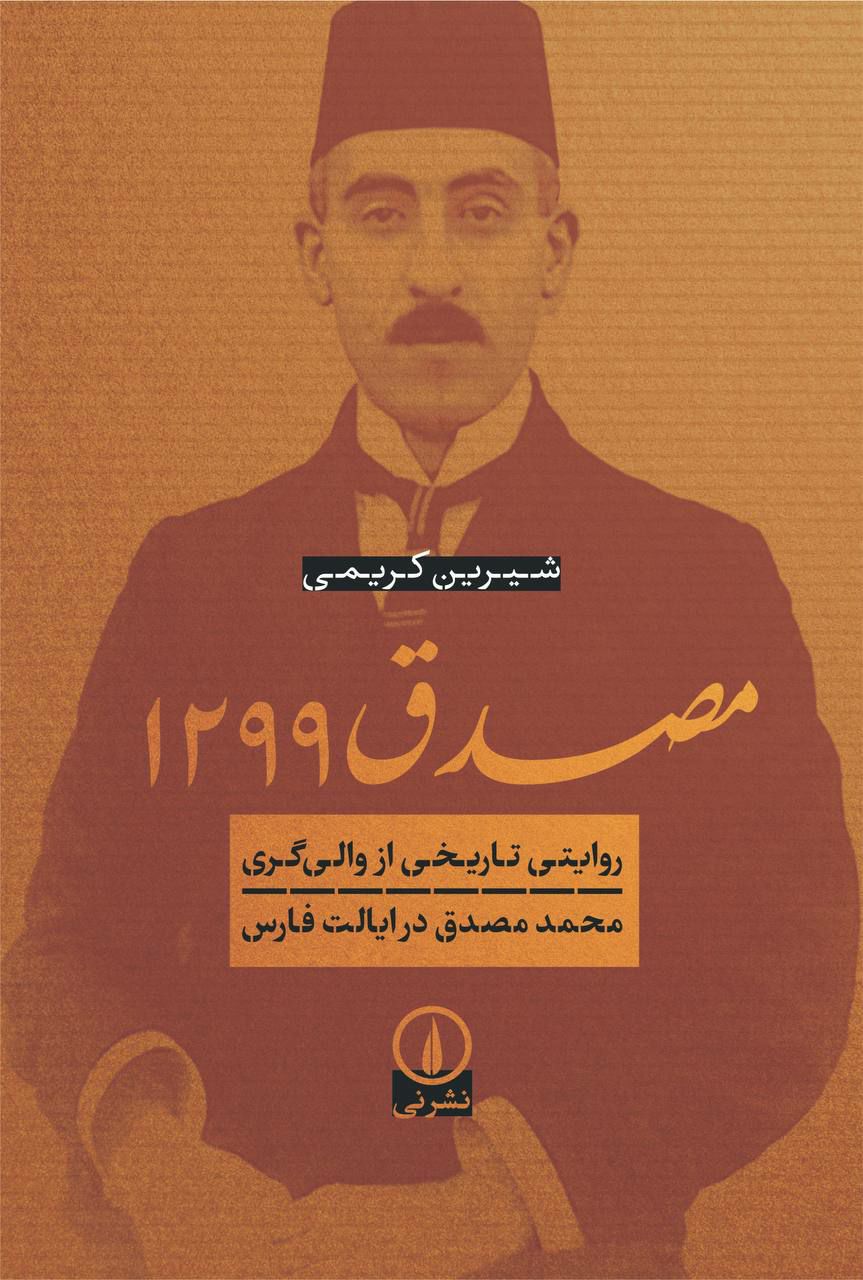 شیرین کریمی
مصدق ۱۲۹۹
روایتی تاریخی از والی‌گری
محمد مصدق در ایالت فارس
نشرنی